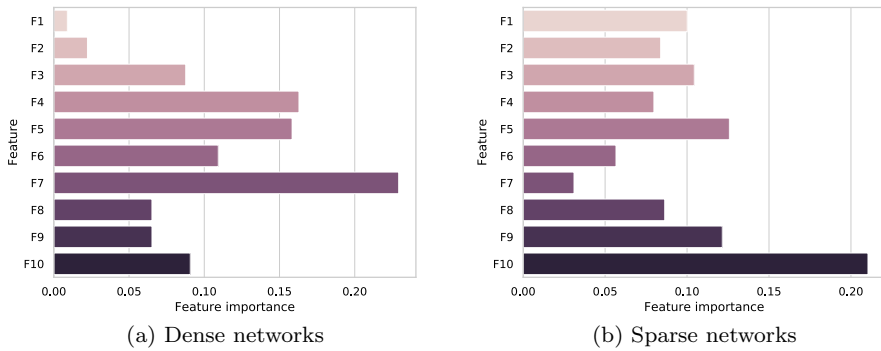 F1
F2
F3
F4
F5
F6
F7
F8
F9
F10
Feature
0.00 0.05 0.10 0.15 0.20
Feature importance
(a) Dense networks
F1
F2
F3
F4
F5
F6
F7
F8
F9
F10
Feature
0.00 0.05 0.10 0.15 0.20
Feature importance
(b) Sparse networks